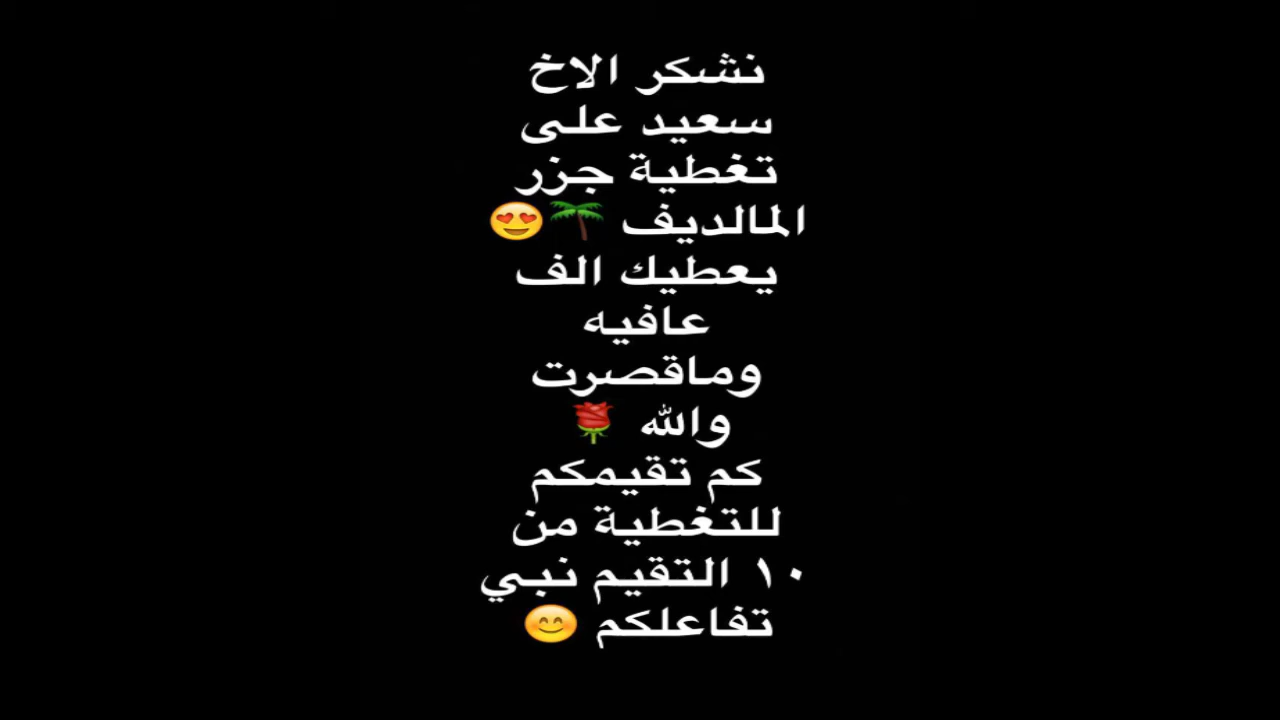 نشكر الاخ
سعيد على
تغطية جزر
المالديف 🌴😍
يعطيك الف
عافيه
وماقصرت
والله 🌹
كم تقيمكم
للتغطية من
١٠ التقيم نبي
تفاعلكم 😊